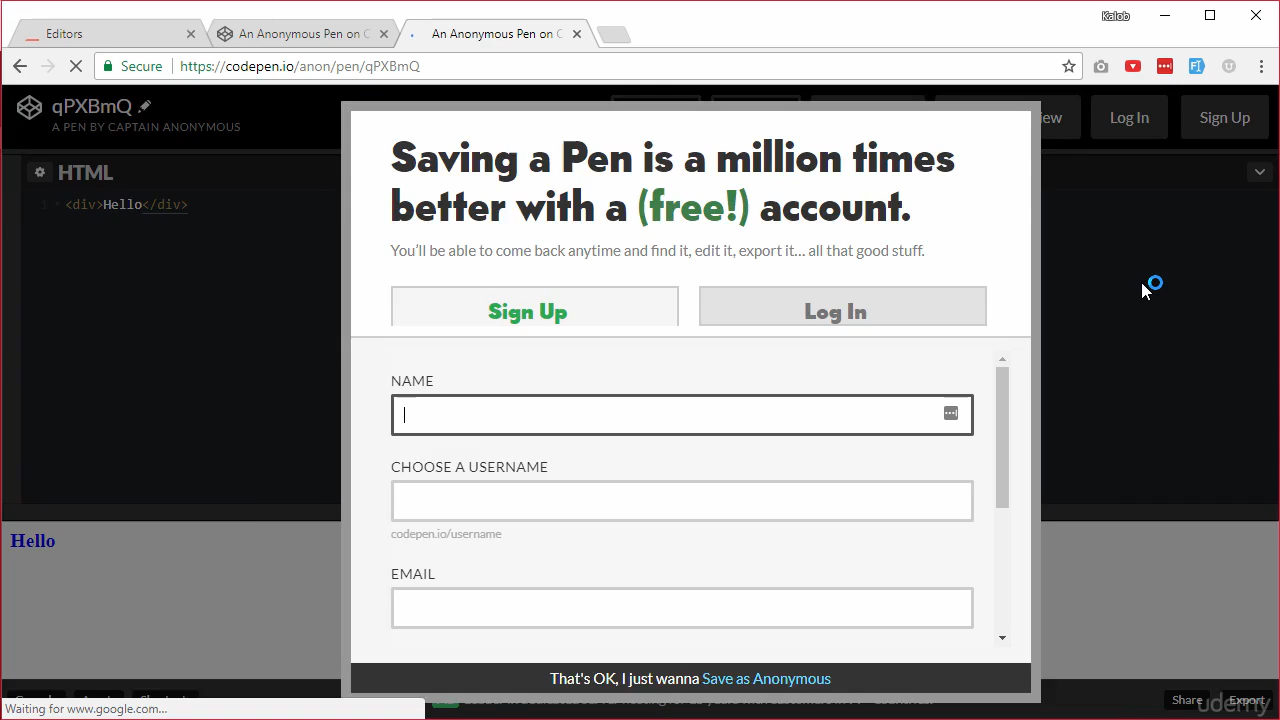 Kalob
Editors
An Anonymous Pen on C
An Anonymous Pen on C
Secure
https://codepen.io/anon/pen/qPXBmQ
qPXBmQ
A PEN BY CAPTAIN ANONYMOUS
Log In
Sign Up
HTML
1
<div>Hello</div>
Saving a Pen is a million times
better with a (free!) account.
You'll be able to come back anytime and find it, edit it, export it... all that good stuff.
Sign Up
Log In
NAME
CHOOSE A USERNAME
codepen.io/username
EMAIL
Hello
That's OK, I just wanna Save as Anonymous
Share
Export
Waiting for www.google.com...
udemy